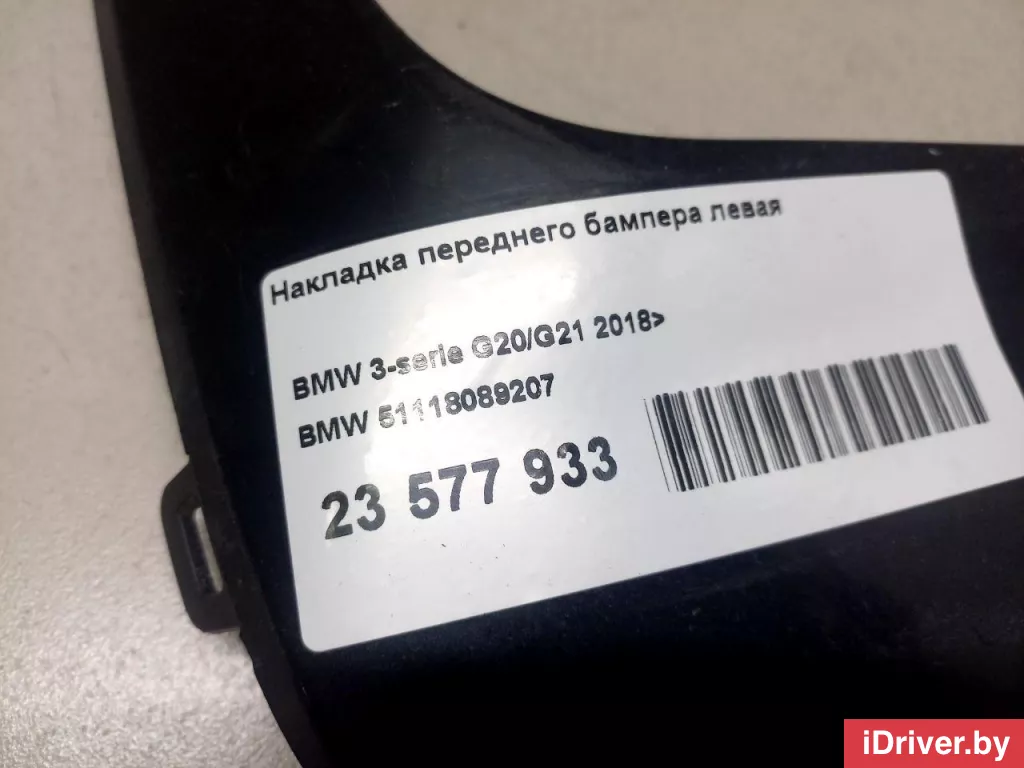 Накладка переднего бампера левая
BMW 3-serie G20/G21 2018>
BMW 51118089207
23 577 933
iDriver.by